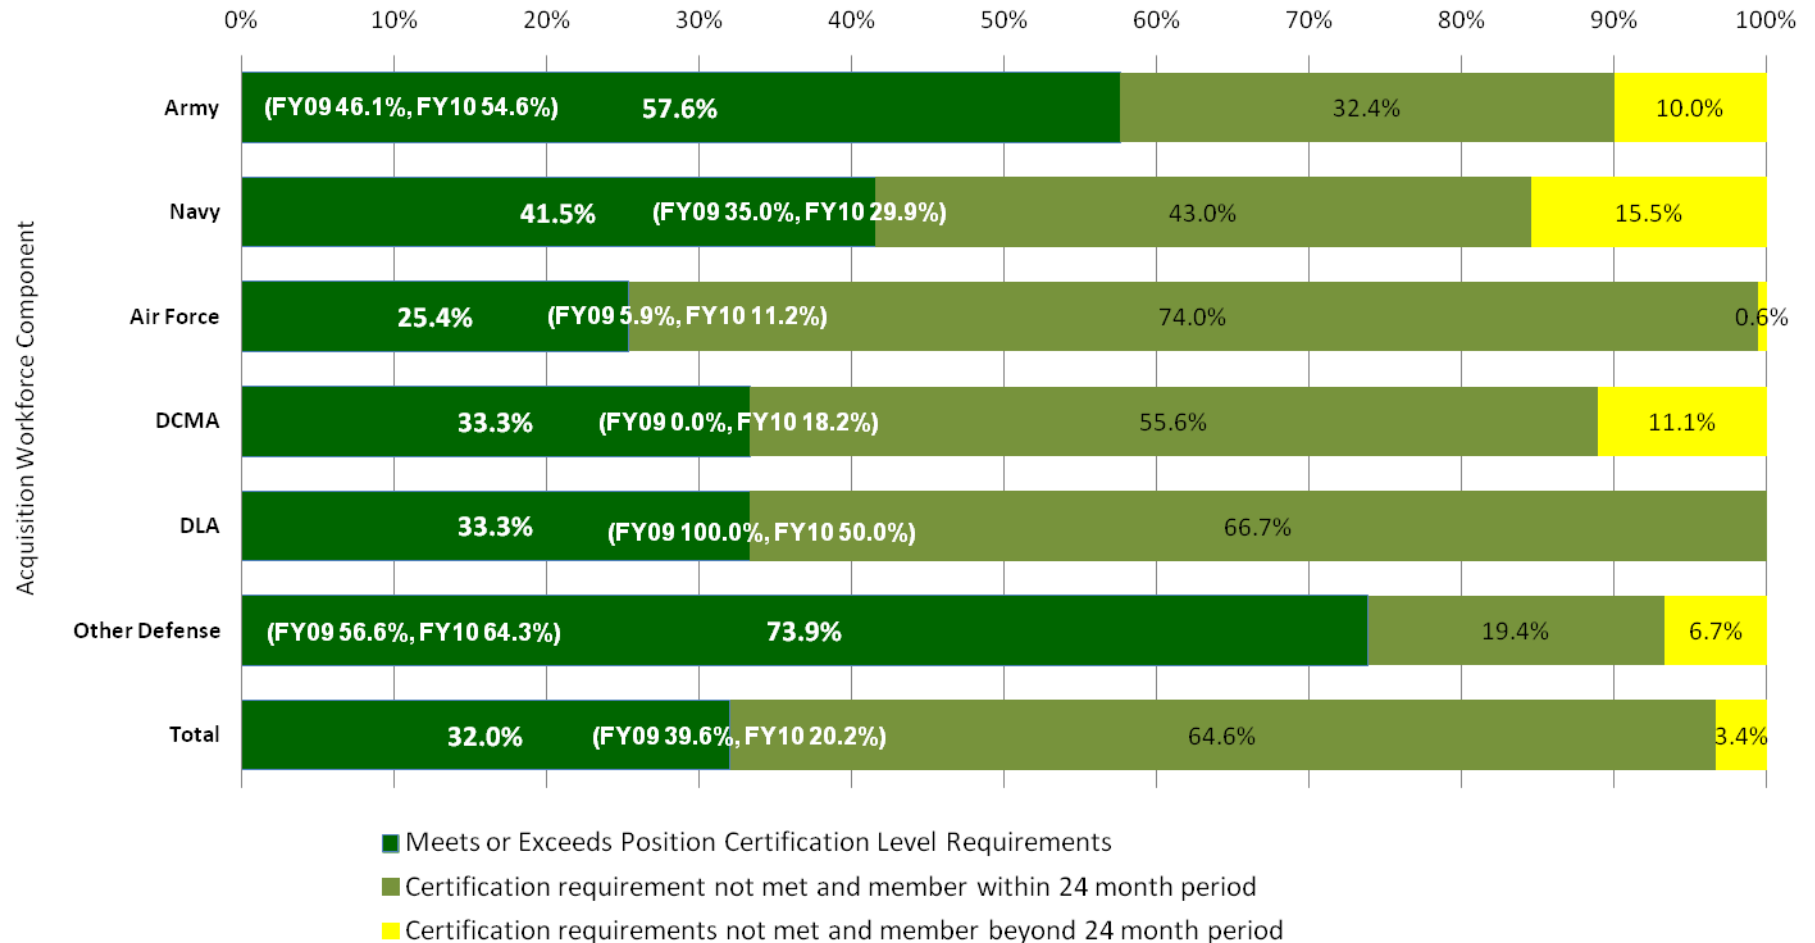 0% 10% 20% 30% 40% 50% 60% 70% 80% 90% 100%
Acquisition Workforce Component
Army (FY09 46.1%, FY10 54.6%) 57.6% 32.4% 10.0%
Navy 41.5% (FY09 35.0%, FY10 29.9%) 43.0% 15.5%
Air Force 25.4% (FY09 5.9%, FY10 11.2%) 74.0% 0.6%
DCMA 33.3% (FY09 0.0%, FY10 18.2%) 55.6% 11.1%
DLA 33.3% (FY09 100.0%, FY10 50.0%) 66.7%
Other Defense (FY09 56.6%, FY10 64.3%) 73.9% 19.4% 6.7%
Total 32.0% (FY09 39.6%, FY10 20.2%) 64.6% 3.4%
Meets or Exceeds Position Certification Level Requirements
Certification requirement not met and member within 24 month period
Certification requirements not met and member beyond 24 month period